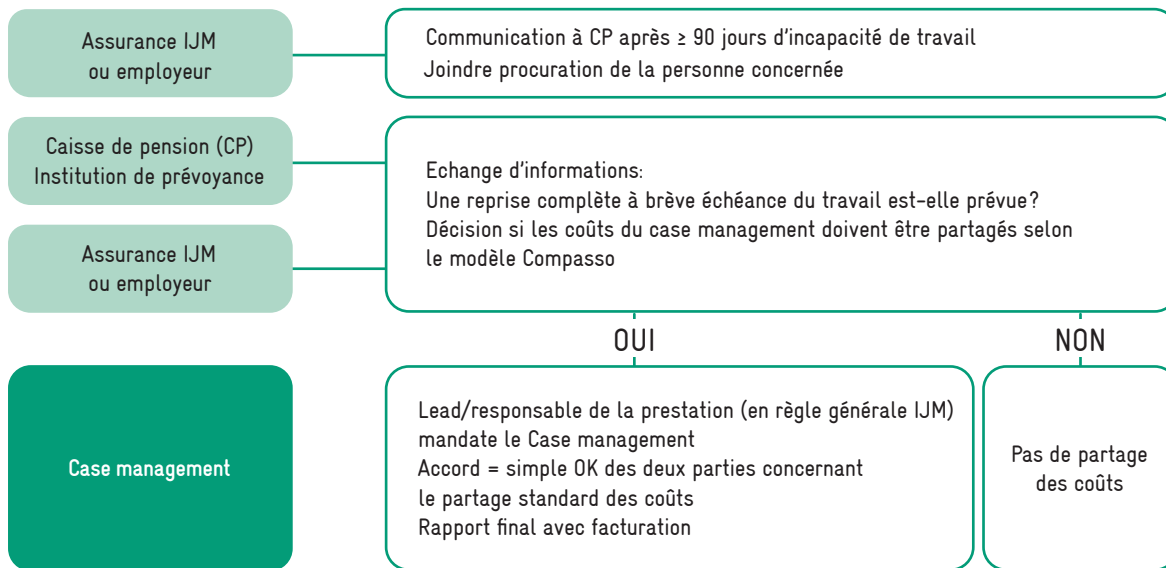 Assurance IJM
ou employeur
Communication à CP après ≥ 90 jours d'incapacité de travail
Joindre procuration de la personne concernée
Caisse de pension (CP)
Institution de prévoyance
Assurance IJM
ou employeur
Echange d'informations:
Une reprise complète à brève échéance du travail est-elle prévue?
Décision si les coûts du case management doivent être partagés selon
le modèle Compasso
OUI
NON
Case management
Lead/responsable de la prestation (en règle générale IJM)
mandate le Case management
Accord = simple OK des deux parties concernant
le partage standard des coûts
Rapport final avec facturation
Pas de partage
des coûts